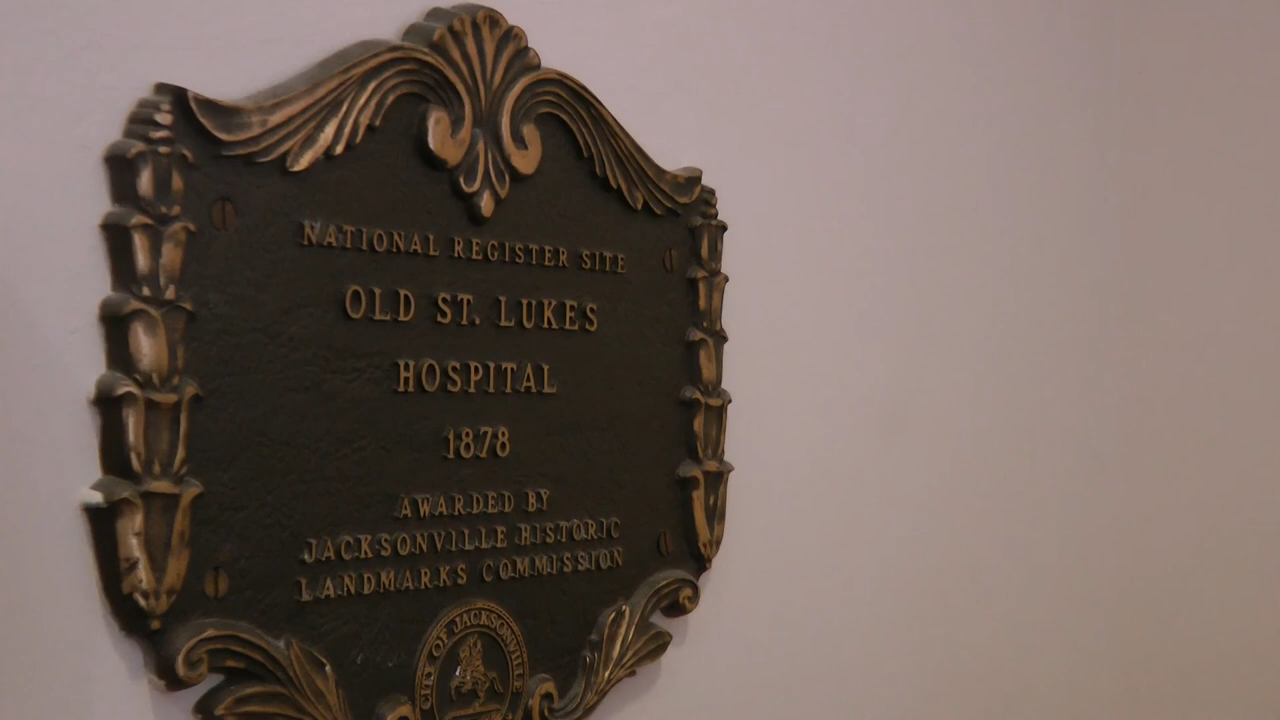 NATIONAL REGISTER SITE
OLD ST. LUKES
HOSPITAL
1878
AWARDED BY
JACKSONVILLE HISTORIC
LANDMARKS COMMISSION
CITY OF JACKSONVILLE